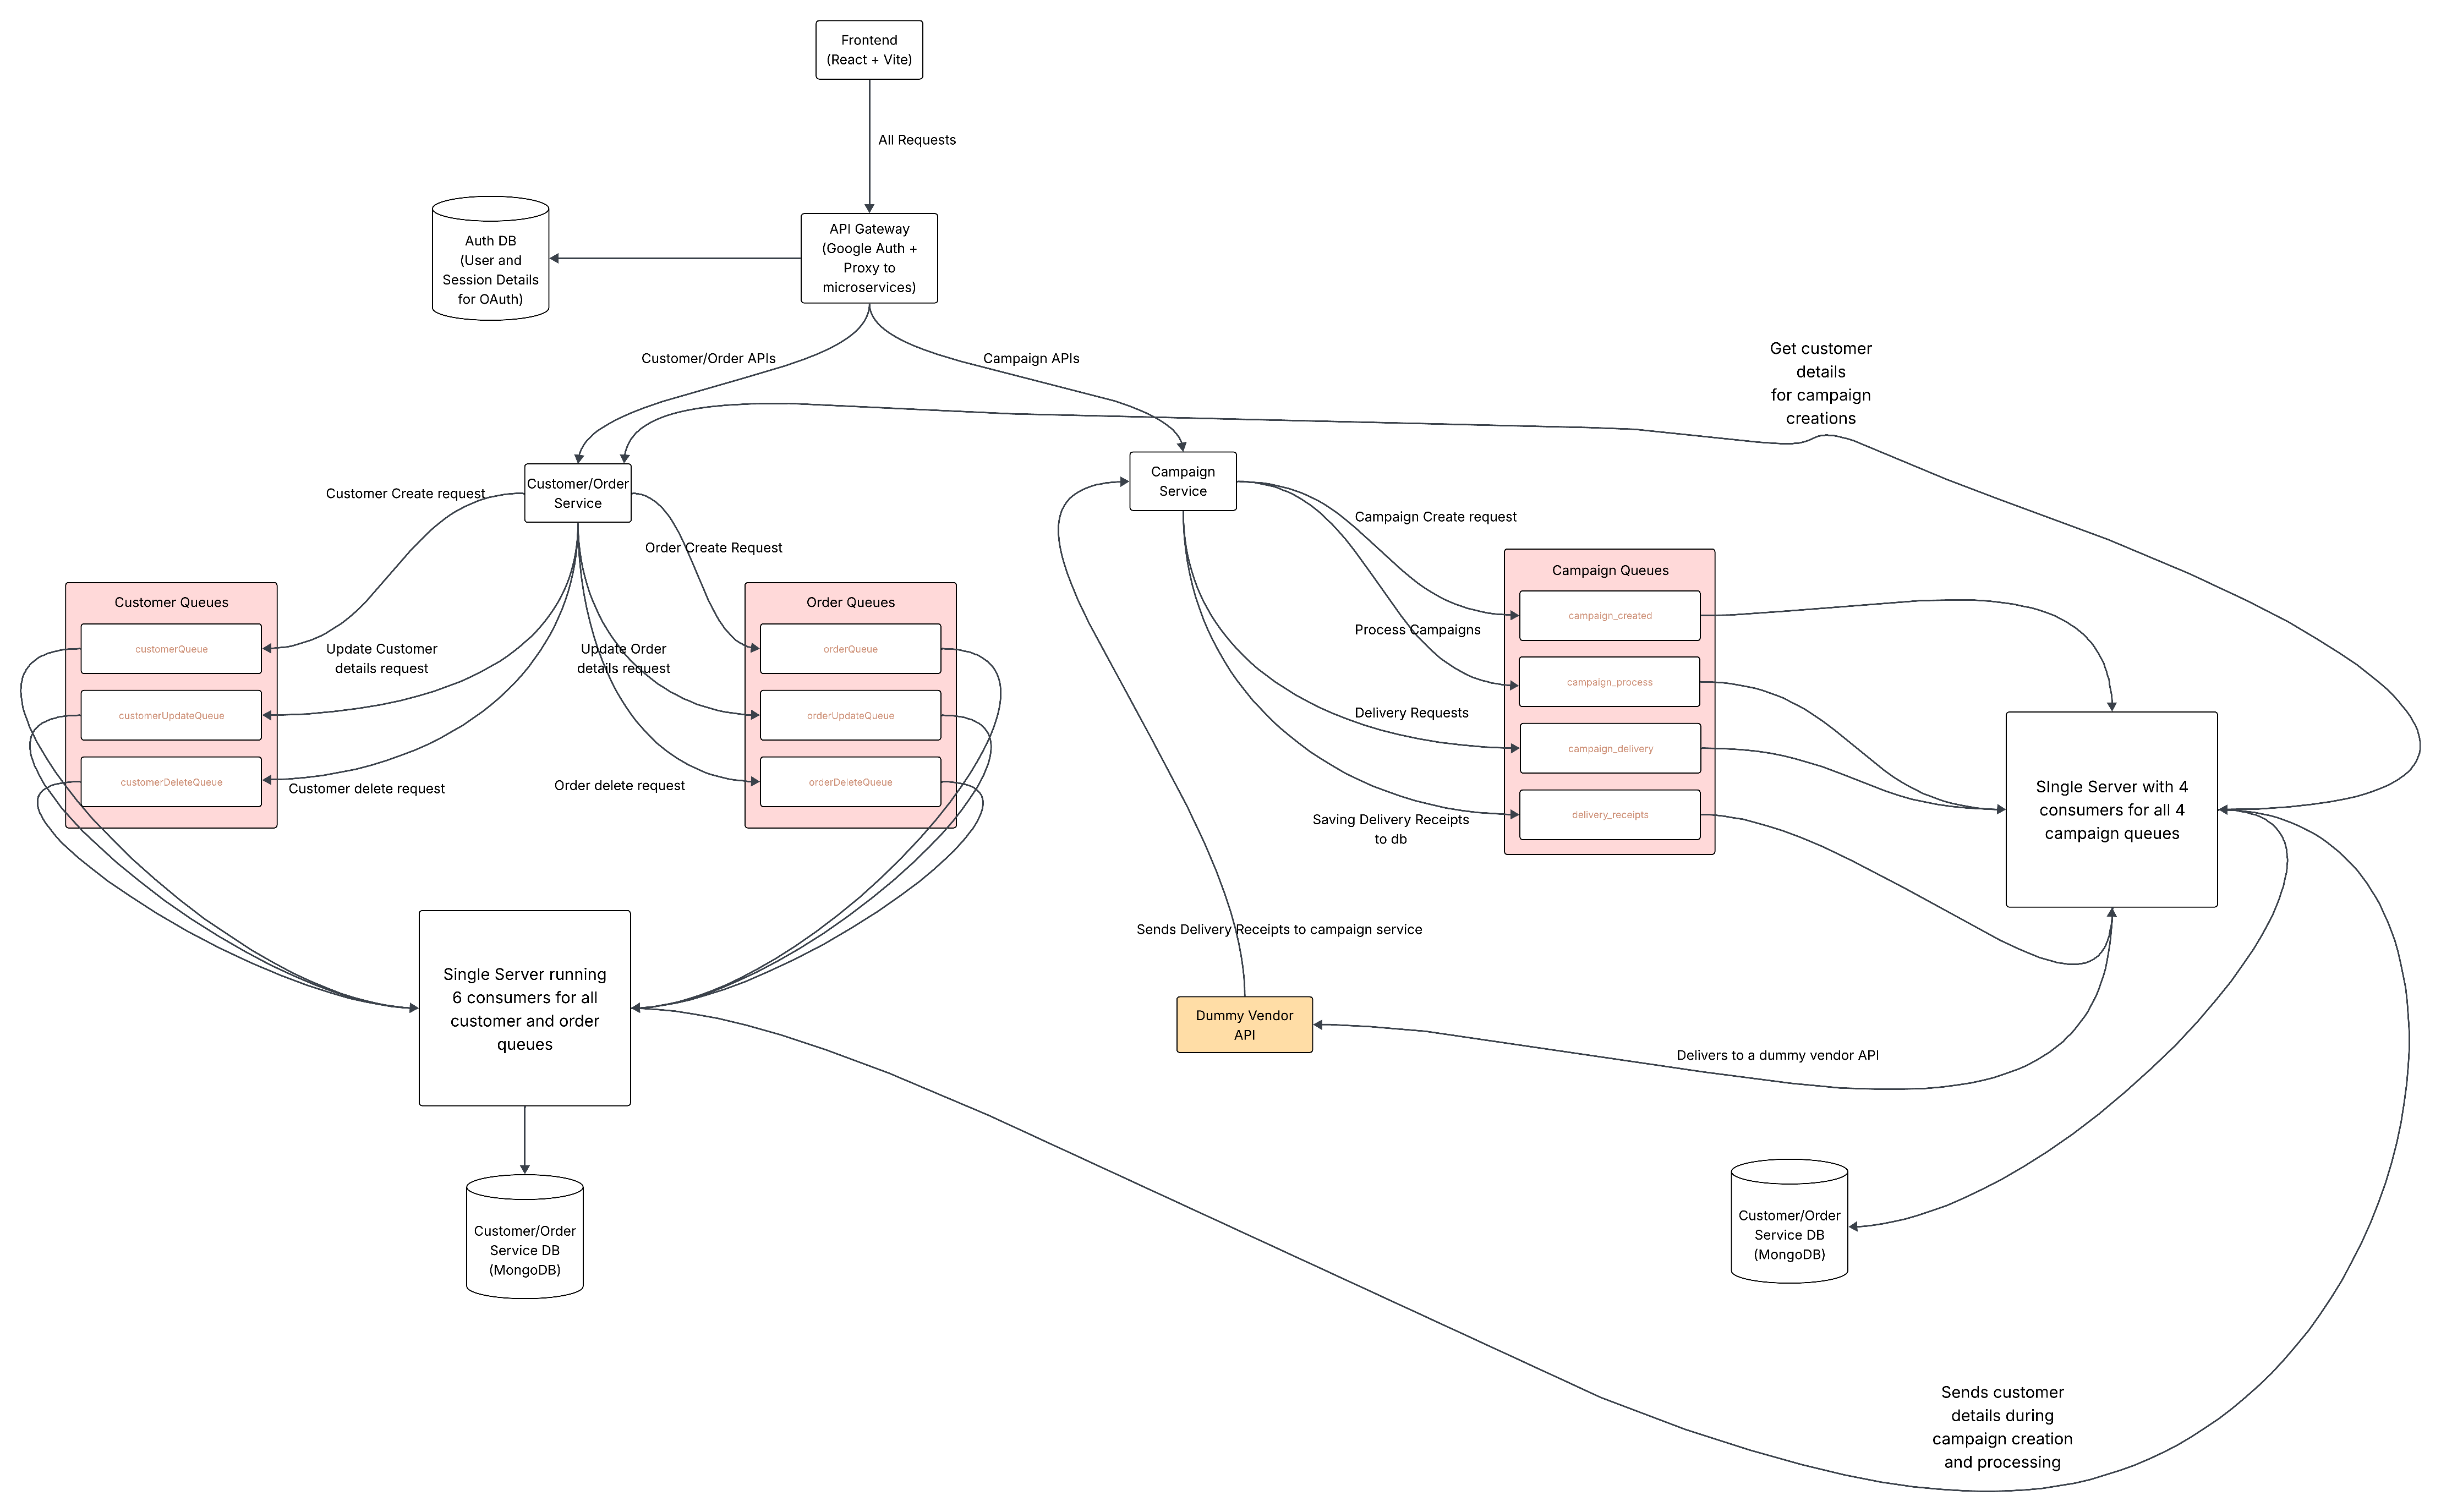 Frontend
(React + Vite)
All Requests
Auth DB
(User and
Session Details
for OAuth)
API Gateway
(Google Auth +
Proxy to
microservices)
Customer/Order APIs
Campaign APIs
Get customer
details
for campaign
creations
Customer/Order
Service
Campaign
Service
Customer Create request
Order Create Request
Campaign Create request
Customer Queues
customerQueue
customerUpdateQueue
customerDeleteQueue
Update Customer
details request
Customer delete request
Update Order
details request
Order delete request
Order Queues
orderQueue
orderUpdateQueue
orderDeleteQueue
Process Campaigns
Delivery Requests
Saving Delivery Receipts
to db
Campaign Queues
campaign_created
campaign_process
campaign_delivery
delivery_receipts
SIngle Server with 4
consumers for all 4
campaign queues
Sends Delivery Receipts to campaign service
Single Server running
6 consumers for all
customer and order
queues
Dummy Vendor
API
Delivers to a dummy vendor API
Customer/Order
Service DB
(MongoDB)
Customer/Order
Service DB
(MongoDB)
Sends customer
details during
campaign creation
and processing